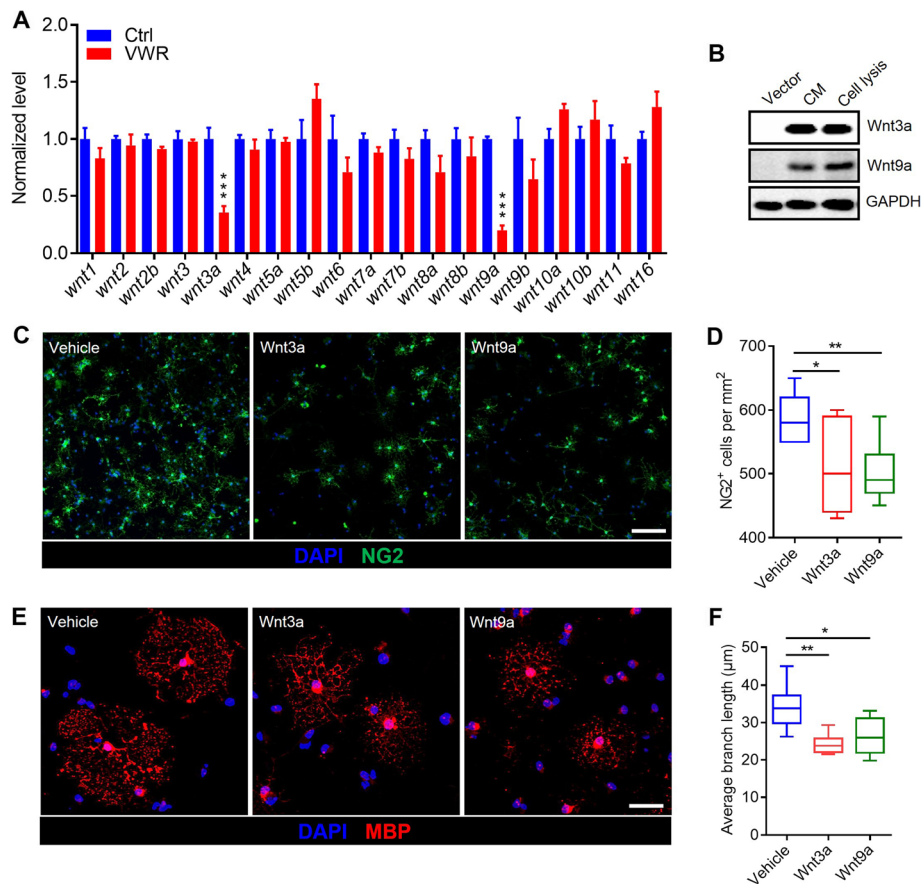 A
Normalized level
2.0
1.5
1.0
0.5
0.0
Ctrl
VWR
***
***
wnt1
wnt2
wnt2b
wnt3
wnt3a
wnt4
wnt5a
wnt5b
wnt6
wnt7a
wnt7b
wnt8a
wnt8b
wnt9a
wnt9b
wnt10a
wnt10b
wnt11
wnt16
B
Vector
CM
Cell lysis
Wnt3a
Wnt9a
GAPDH
C
Vehicle
Wnt3a
Wnt9a
DAPI NG2
D
NG2+ cells per mm2
700
600
500
400
**
*
Vehicle
Wnt3a
Wnt9a
E
Vehicle
Wnt3a
Wnt9a
DAPI MBP
F
Average branch length (μm)
50
40
30
20
10
0
*
**
Vehicle
Wnt3a
Wnt9a